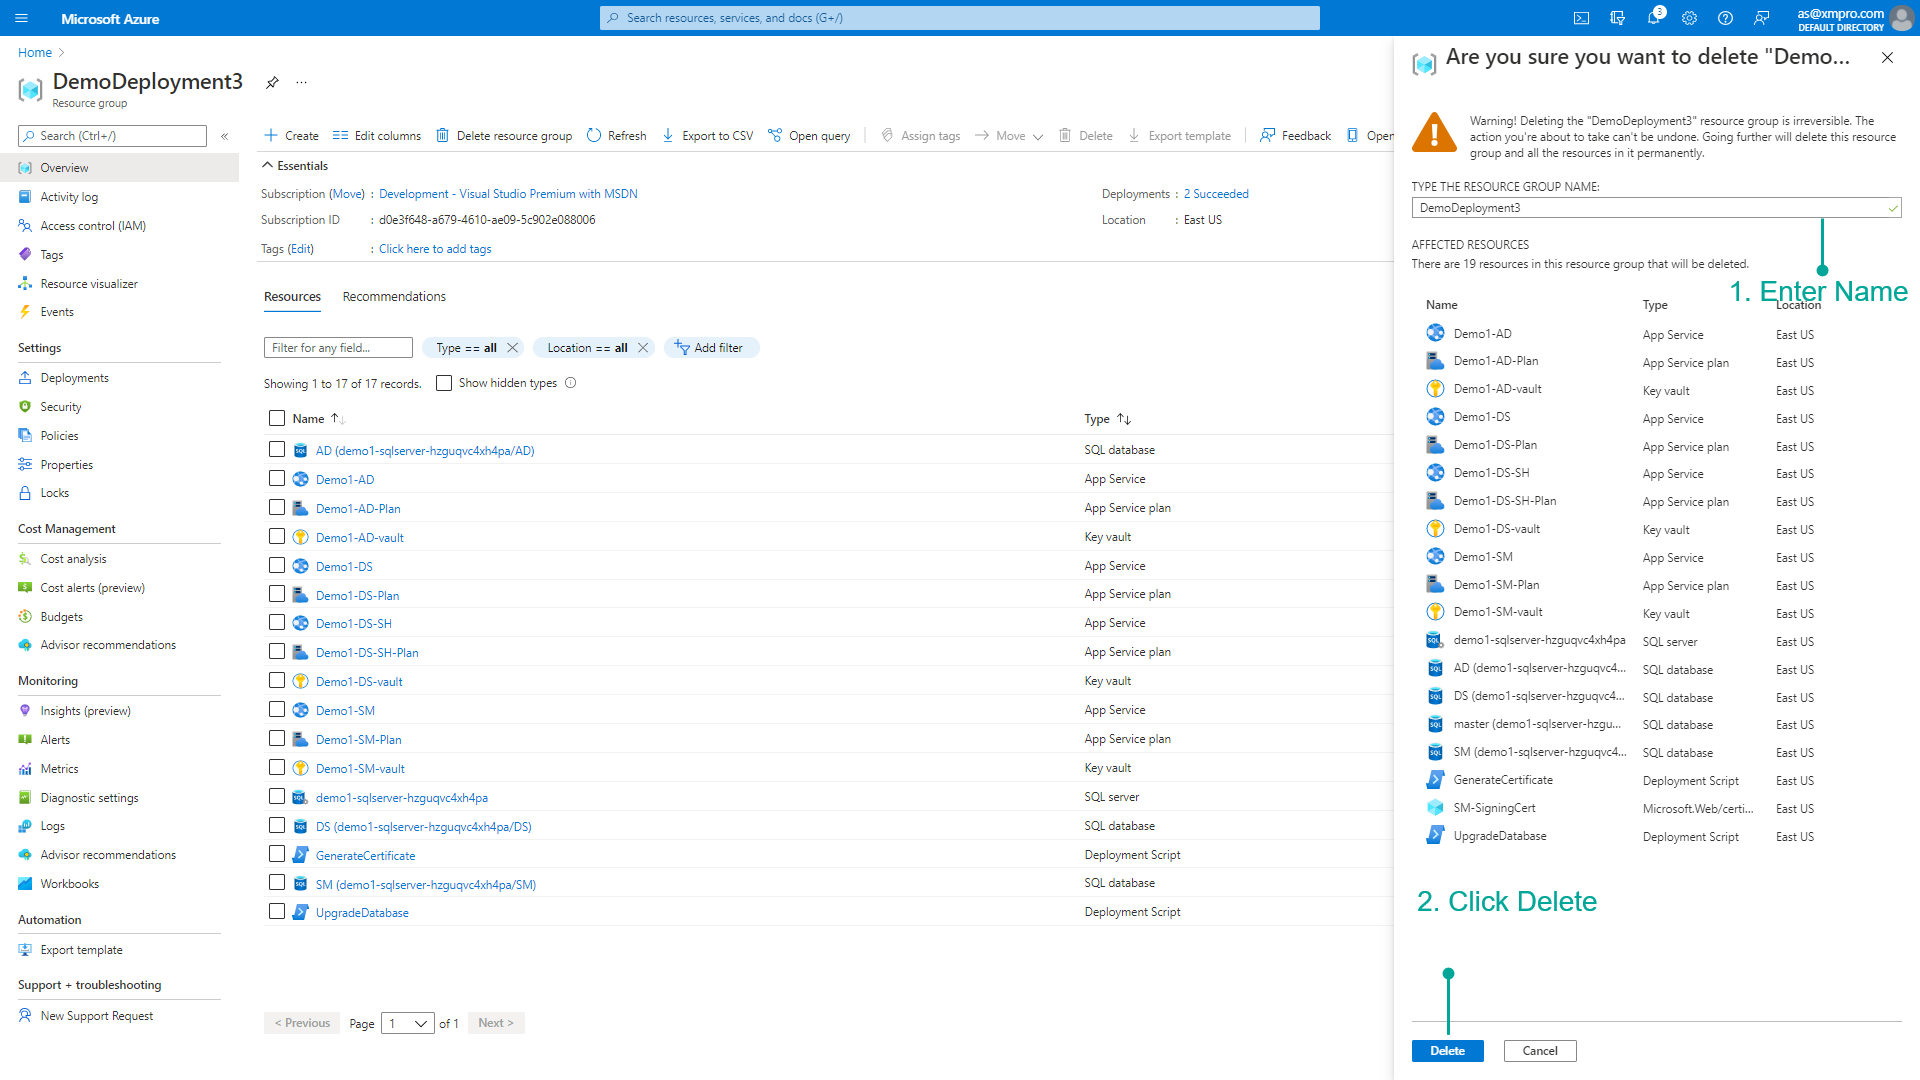 Microsoft Azure
Search resources, services, and docs (G+/)
3
as@xmpro.com
DEFAULT DIRECTORY
Home
DemoDeployment3
Resource group
Search (Ctrl+/)
Overview
Activity log
Access control (IAM)
Tags
Resource visualizer
Events
Settings
Deployments
Security
Policies
Properties
Locks
Cost Management
Cost analysis
Cost alerts (preview)
Budgets
Advisor recommendations
Monitoring
Insights (preview)
Alerts
Metrics
Diagnostic settings
Logs
Advisor recommendations
Workbooks
Automation
Export template
Support + troubleshooting
New Support Request
Create Edit columns Delete resource group Refresh Export to CSV Open query Assign tags Move Delete Export template Feedback Open
Essentials
Subscription (Move) : Development - Visual Studio Premium with MSDN
Subscription ID : d0e3f648-a679-4610-ae09-5c902e088006
Tags (Edit) : Click here to add tags
Deployments : 2 Succeeded
Location : East US
Resources Recommendations
Filter for any field... Type == all Location == all Add filter
Showing 1 to 17 of 17 records. Show hidden types
Name Type
AD (demo1-sqlserver-hzguqvc4xh4pa/AD) SQL database
Demo1-AD App Service
Demo1-AD-Plan App Service plan
Demo1-AD-vault Key vault
Demo1-DS App Service
Demo1-DS-Plan App Service plan
Demo1-DS-SH App Service
Demo1-DS-SH-Plan App Service plan
Demo1-DS-vault Key vault
Demo1-SM App Service
Demo1-SM-Plan App Service plan
Demo1-SM-vault Key vault
demo1-sqlserver-hzguqvc4xh4pa SQL server
DS (demo1-sqlserver-hzguqvc4xh4pa/DS) SQL database
GenerateCertificate Deployment Script
SM (demo1-sqlserver-hzguqvc4xh4pa/SM) SQL database
UpgradeDatabase Deployment Script
< Previous Page 1 of 1 Next >
Are you sure you want to delete "Demo...
Warning! Deleting the "DemoDeployment3" resource group is irreversible. The
action you're about to take can't be undone. Going further will delete this resource
group and all the resources in it permanently.
TYPE THE RESOURCE GROUP NAME:
DemoDeployment3
AFFECTED RESOURCES
There are 19 resources in this resource group that will be deleted.
1. Enter Name
Name Type Location
Demo1-AD App Service East US
Demo1-AD-Plan App Service plan East US
Demo1-AD-vault Key vault East US
Demo1-DS App Service East US
Demo1-DS-Plan App Service plan East US
Demo1-DS-SH App Service East US
Demo1-DS-SH-Plan App Service plan East US
Demo1-DS-vault Key vault East US
Demo1-SM App Service East US
Demo1-SM-Plan App Service plan East US
Demo1-SM-vault Key vault East US
demo1-sqlserver-hzguqvc4xh4pa SQL server East US
AD (demo1-sqlserver-hzguqvc4... SQL database East US
DS (demo1-sqlserver-hzguqvc4... SQL database East US
master (demo1-sqlserver-hzgu... SQL database East US
SM (demo1-sqlserver-hzguqvc4... SQL database East US
GenerateCertificate Deployment Script East US
SM-SigningCert Microsoft.Web/certi... East US
UpgradeDatabase Deployment Script East US
2. Click Delete
Delete Cancel